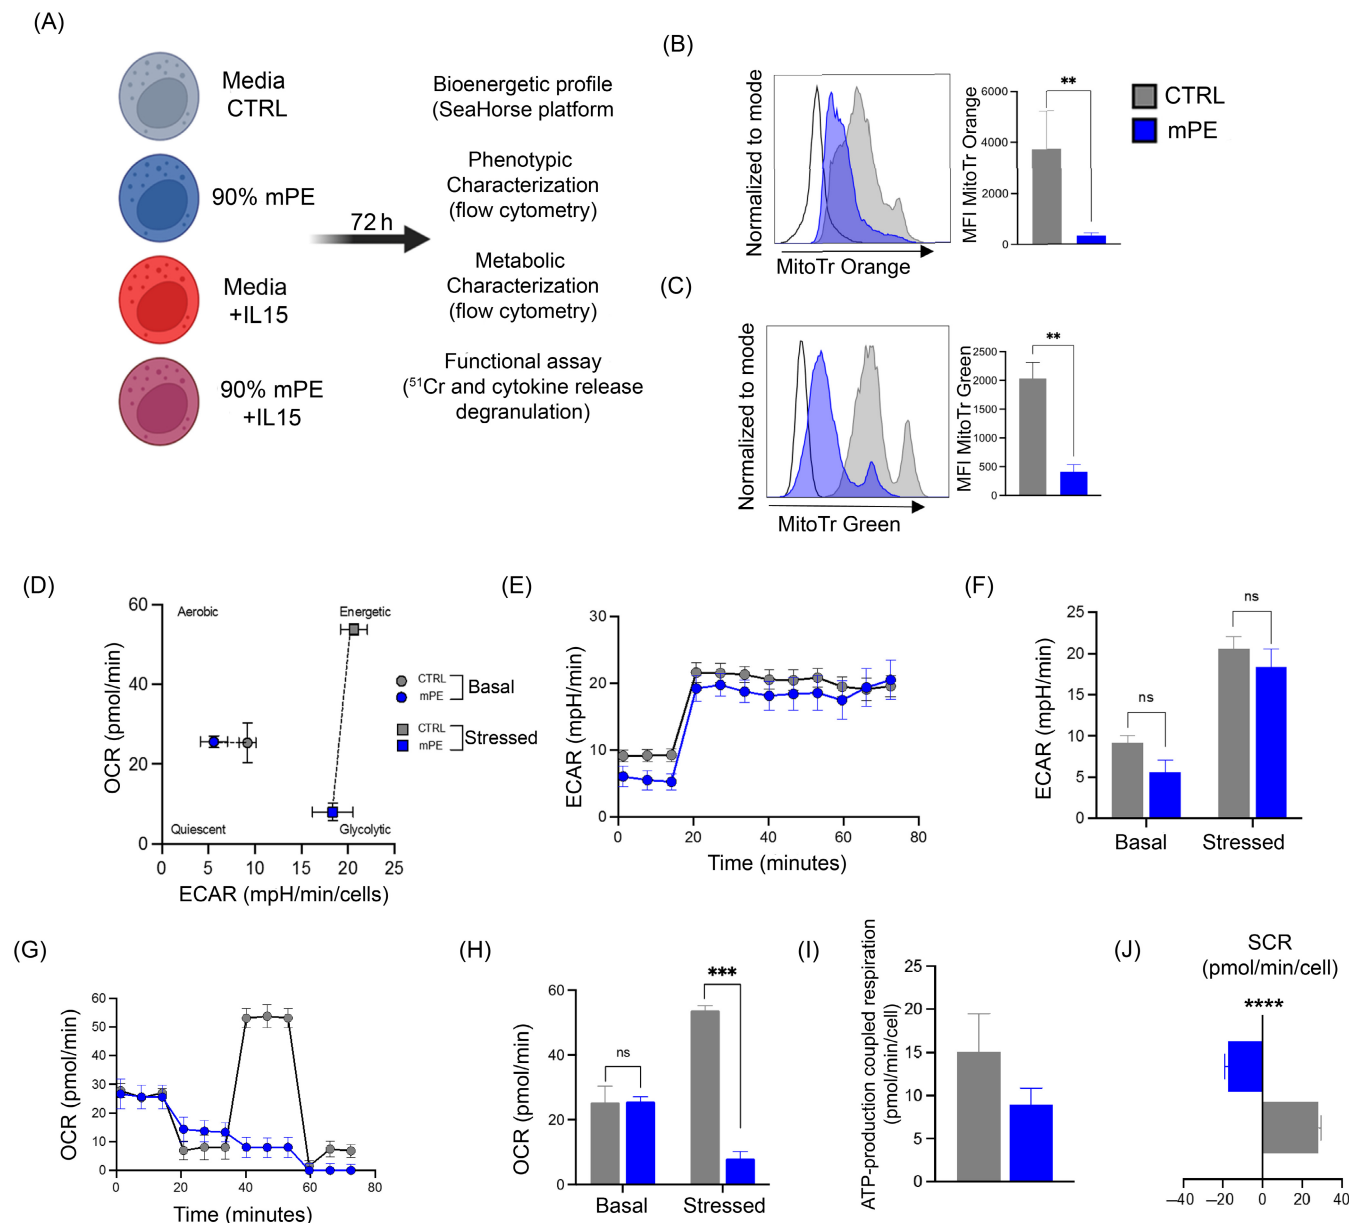 (A)
Media
CTRL
90% mPE
Media
+IL15
90% mPE
+IL15
72 h
Bioenergetic profile
(SeaHorse platform
Phenotypic
Characterization
(flow cytometry)
Metabolic
Characterization
(flow cytometry)
Functional assay
(51Cr and cytokine release
degranulation)
(B)
Normalized to mode
MitoTr Orange
MFI MitoTr Orange
6000
4000
2000
0
**
CTRL
mPE
(C)
Normalized to mode
MitoTr Green
MFI MitoTr Green
2500
2000
1500
1000
500
0
**
(D)
OCR (pmol/min)
60
40
20
0
Aerobic
Energetic
Quiescent
Glycolytic
0 5 10 15 20 25
ECAR (mpH/min/cells)
CTRL
mPE
Basal
CTRL
mPE
Stressed
(E)
ECAR (mpH/min)
30
20
10
0
0 20 40 60 80
Time (minutes)
(F)
ECAR (mpH/min)
25
20
15
10
5
0
ns
ns
Basal Stressed
(G)
OCR (pmol/min)
60
50
40
30
20
10
0
0 20 40 60 80
Time (minutes)
(H)
OCR (pmol/min)
60
40
20
0
ns
***
Basal Stressed
(I)
ATP-production coupled respiration
(pmol/min/cell)
25
20
15
10
5
0
(J)
SCR
(pmol/min/cell)
****
–40 –20 0 20 40